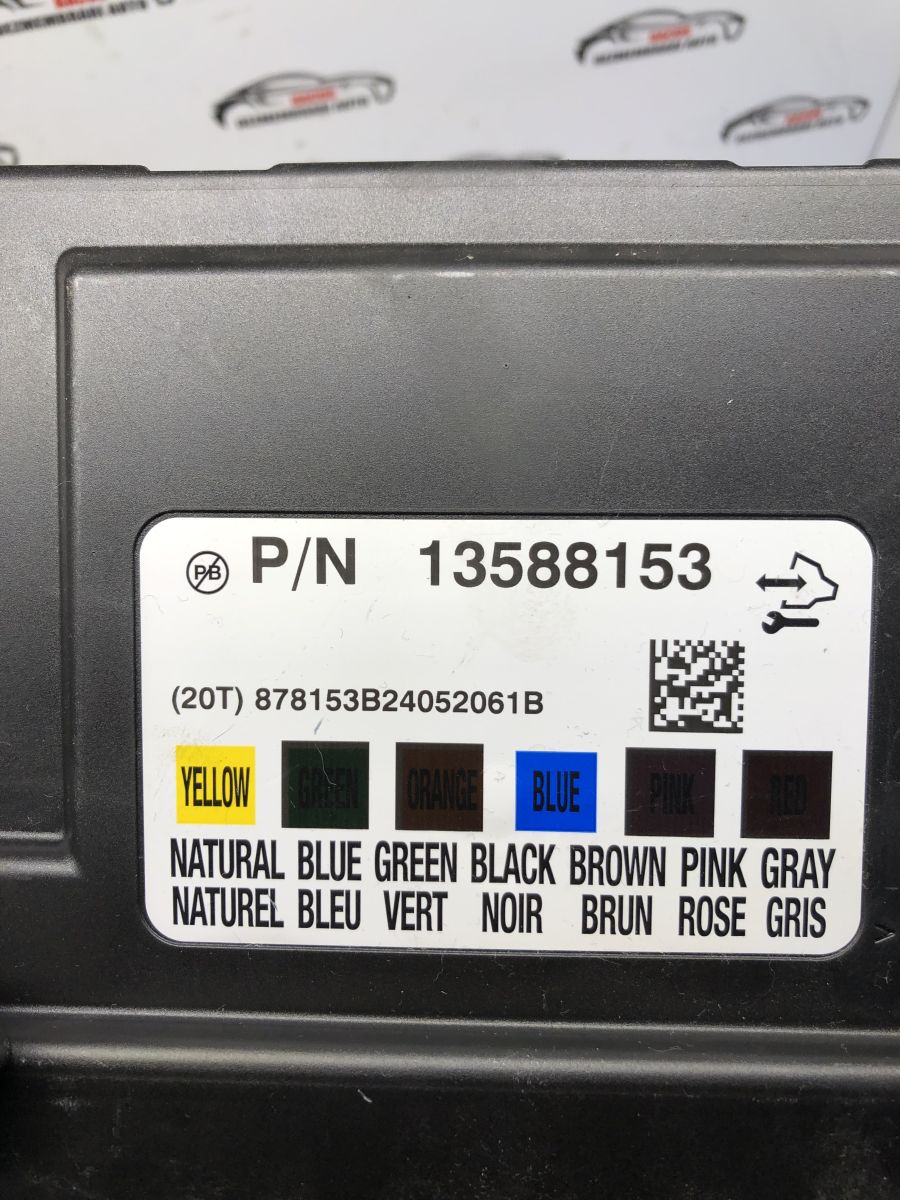 PB
P/N 13588153
(20T) 878153B24052061B
YELLOW GREEN ORANGE BLUE PINK RED
NATURAL BLUE GREEN BLACK BROWN PINK GRAY
NATUREL BLEU VERT NOIR BRUN ROSE GRIS